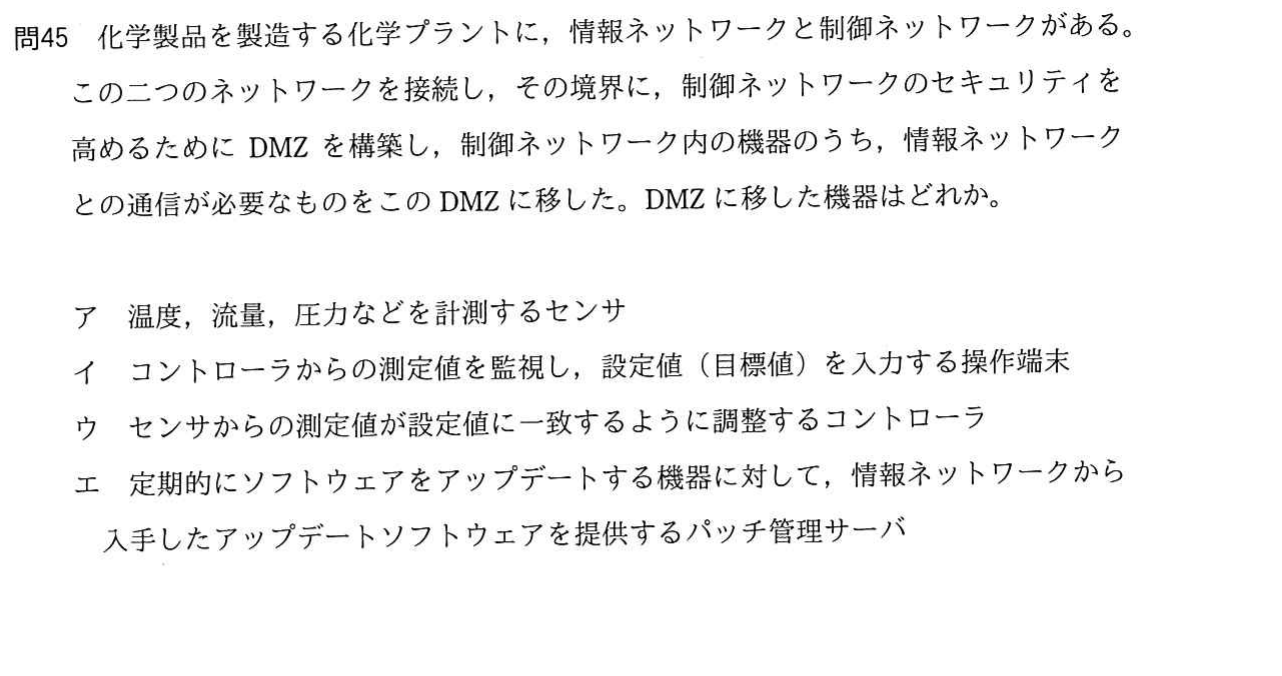 問45　化学製品を製造する化学プラントに，情報ネットワークと制御ネットワークがある。
この二つのネットワークを接続し，その境界に，制御ネットワークのセキュリティを
高めるために DMZ を構築し，制御ネットワーク内の機器のうち，情報ネットワーク
との通信が必要なものをこの DMZ に移した。DMZ に移した機器はどれか。
ア　温度，流量，圧力などを計測するセンサ
イ　コントローラからの測定値を監視し，設定値（目標値）を入力する操作端末
ウ　センサからの測定値が設定値に一致するように調整するコントローラ
エ　定期的にソフトウェアをアップデートする機器に対して，情報ネットワークから
入手したアップデートソフトウェアを提供するパッチ管理サーバ